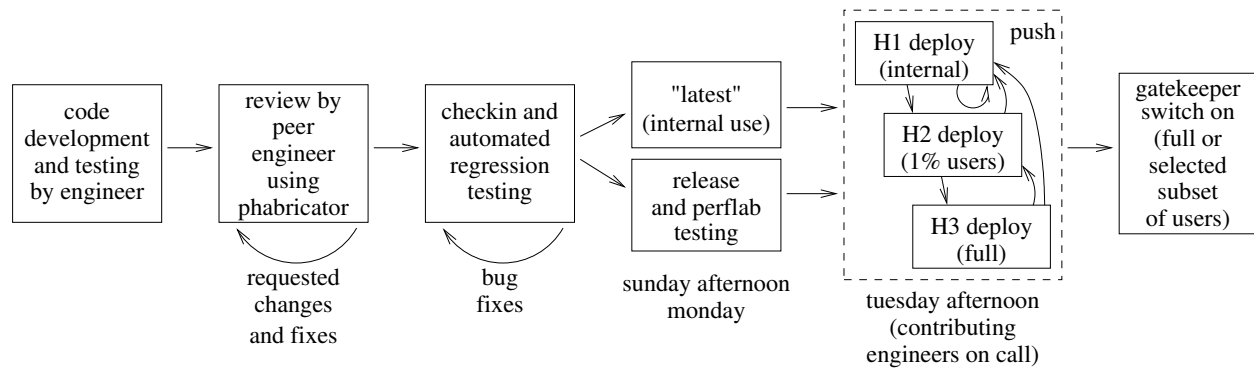 code
development
and testing
by engineer
review by
peer
engineer
using
phabricator
requested
changes
and fixes
checkin and
automated
regression
testing
bug
fixes
"latest"
(internal use)
release
and perflab
testing
sunday afternoon
monday
push
H1 deploy
(internal)
H2 deploy
(1% users)
H3 deploy
(full)
tuesday afternoon
(contributing
engineers on call)
gatekeeper
switch on
(full or
selected
subset
of users)